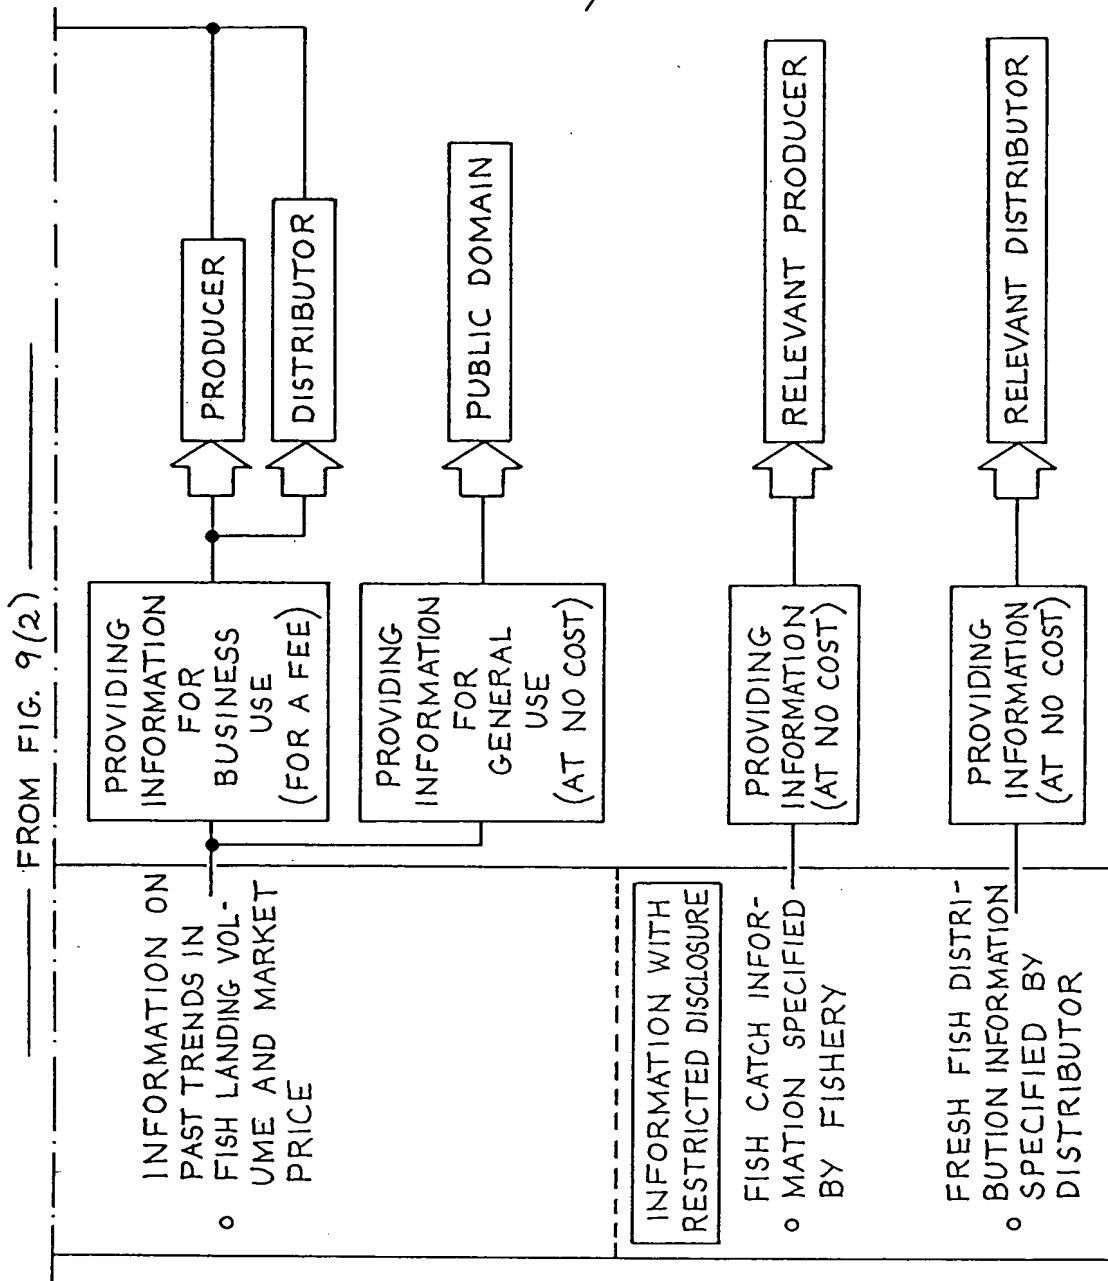 FROM FIG. 9(2)
INFORMATION ON
PAST TRENDS IN
FISH LANDING VOL-
UME AND MARKET
PRICE
PROVIDING
INFORMATION
FOR
BUSINESS
USE
(FOR A FEE)
PRODUCER
DISTRIBUTOR
PROVIDING
INFORMATION
FOR
GENERAL
USE
(AT NO COST)
PUBLIC DOMAIN
INFORMATION WITH
RESTRICTED DISCLOSURE
FISH CATCH INFOR-
MATION SPECIFIED
BY FISHERY
PROVIDING
INFORMATION
(AT NO COST)
RELEVANT PRODUCER
FRESH FISH DISTRI-
BUTION INFORMATION
SPECIFIED BY
DISTRIBUTOR
PROVIDING
INFORMATION
(AT NO COST)
RELEVANT DISTRIBUTOR